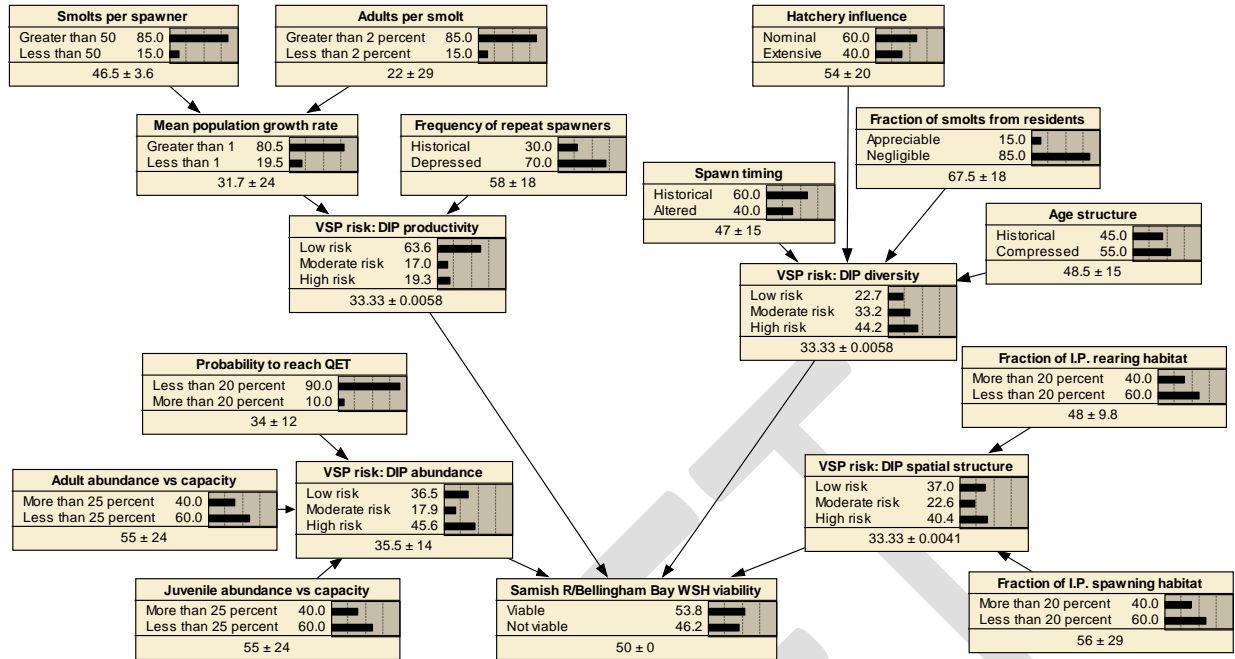 Smolts per spawner
Greater than 50 85.0
Less than 50 15.0
46.5 ± 3.6
Adults per smolt
Greater than 2 percent 85.0
Less than 2 percent 15.0
22 ± 29
Hatchery influence
Nominal 60.0
Extensive 40.0
54 ± 20
Mean population growth rate
Greater than 1 80.5
Less than 1 19.5
31.7 ± 24
Frequency of repeat spawners
Historical 30.0
Depressed 70.0
58 ± 18
Fraction of smolts from residents
Appreciable 15.0
Negligible 85.0
67.5 ± 18
Spawn timing
Historical 60.0
Altered 40.0
47 ± 15
Age structure
Historical 45.0
Compressed 55.0
48.5 ± 15
VSP risk: DIP productivity
Low risk 63.6
Moderate risk 17.0
High risk 19.3
33.33 ± 0.0058
VSP risk: DIP diversity
Low risk 22.7
Moderate risk 33.2
High risk 44.2
33.33 ± 0.0058
Probability to reach QET
Less than 20 percent 90.0
More than 20 percent 10.0
34 ± 12
Fraction of I.P. rearing habitat
More than 20 percent 40.0
Less than 20 percent 60.0
48 ± 9.8
Adult abundance vs capacity
More than 25 percent 40.0
Less than 25 percent 60.0
55 ± 24
VSP risk: DIP abundance
Low risk 36.5
Moderate risk 17.9
High risk 45.6
35.5 ± 14
VSP risk: DIP spatial structure
Low risk 37.0
Moderate risk 22.6
High risk 40.4
33.33 ± 0.0041
Juvenile abundance vs capacity
More than 25 percent 40.0
Less than 25 percent 60.0
55 ± 24
Samish R/Bellingham Bay WSH viability
Viable 53.8
Not viable 46.2
50 ± 0
Fraction of I.P. spawning habitat
More than 20 percent 40.0
Less than 20 percent 60.0
56 ± 29